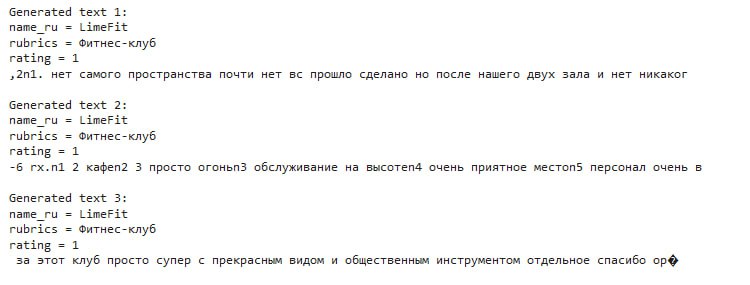 Generated text 1:
name_ru = LimeFit
rubrics = Фитнес-клуб
rating = 1
,2n1. нет самого пространства почти нет вс прошло сделано но после нашего двух зала и нет никаког
Generated text 2:
name_ru = LimeFit
rubrics = Фитнес-клуб
rating = 1
-6 rx.n1 2 кафеn2 3 просто огоньn3 обслуживание на высотеn4 очень приятное местоn5 персонал очень в
Generated text 3:
name_ru = LimeFit
rubrics = Фитнес-клуб
rating = 1
за этот клуб просто супер с прекрасным видом и общественным инструментом отдельное спасибо ор�